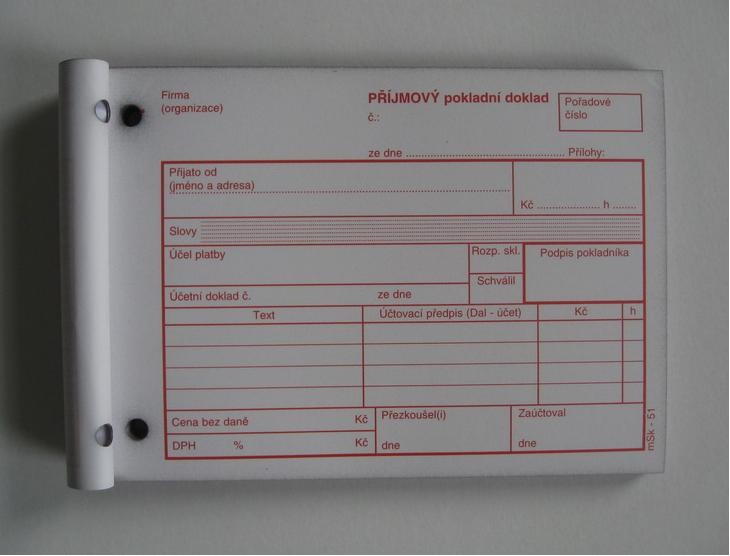 Firma
(organizace)
PŘÍJMOVÝ pokladní doklad
č.:
Pořadové
číslo
ze dne ........................................................ Přílohy:
Přijato od
(jméno a adresa)
Kč ...................... h ........
Slovy
Účel platby
Rozp. skl.
Schválil
Podpis pokladníka
Účetní doklad č. ze dne
Text Účtovací předpis (Dal - účet) Kč h
Cena bez daně Kč
DPH % Kč
Přezkoušel(i)
dne
Zaúčtoval
dne
mSk - 51